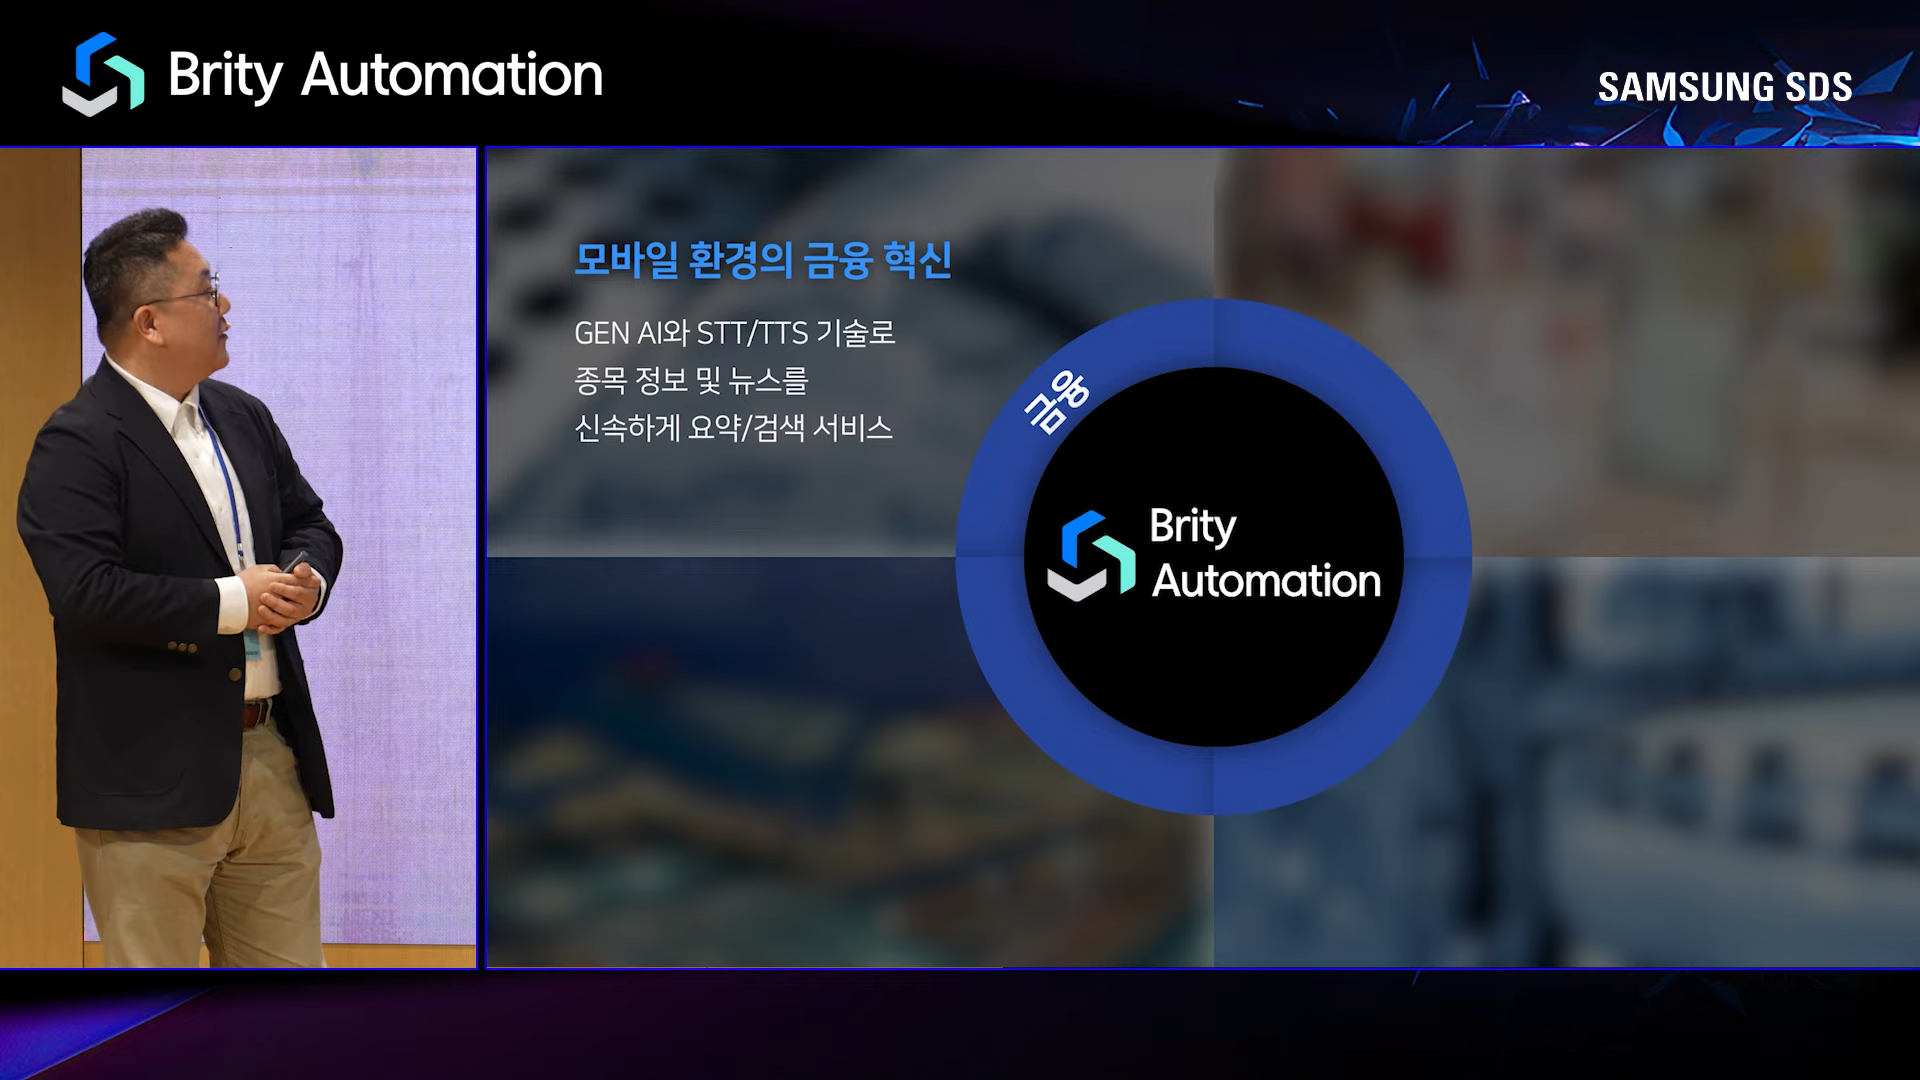 Brity Automation
SAMSUNG SDS
모바일 환경의 금융 혁신
GEN AI와 STT/TTS 기술로
종목 정보 및 뉴스를
신속하게 요약/검색 서비스
금융
Brity
Automation